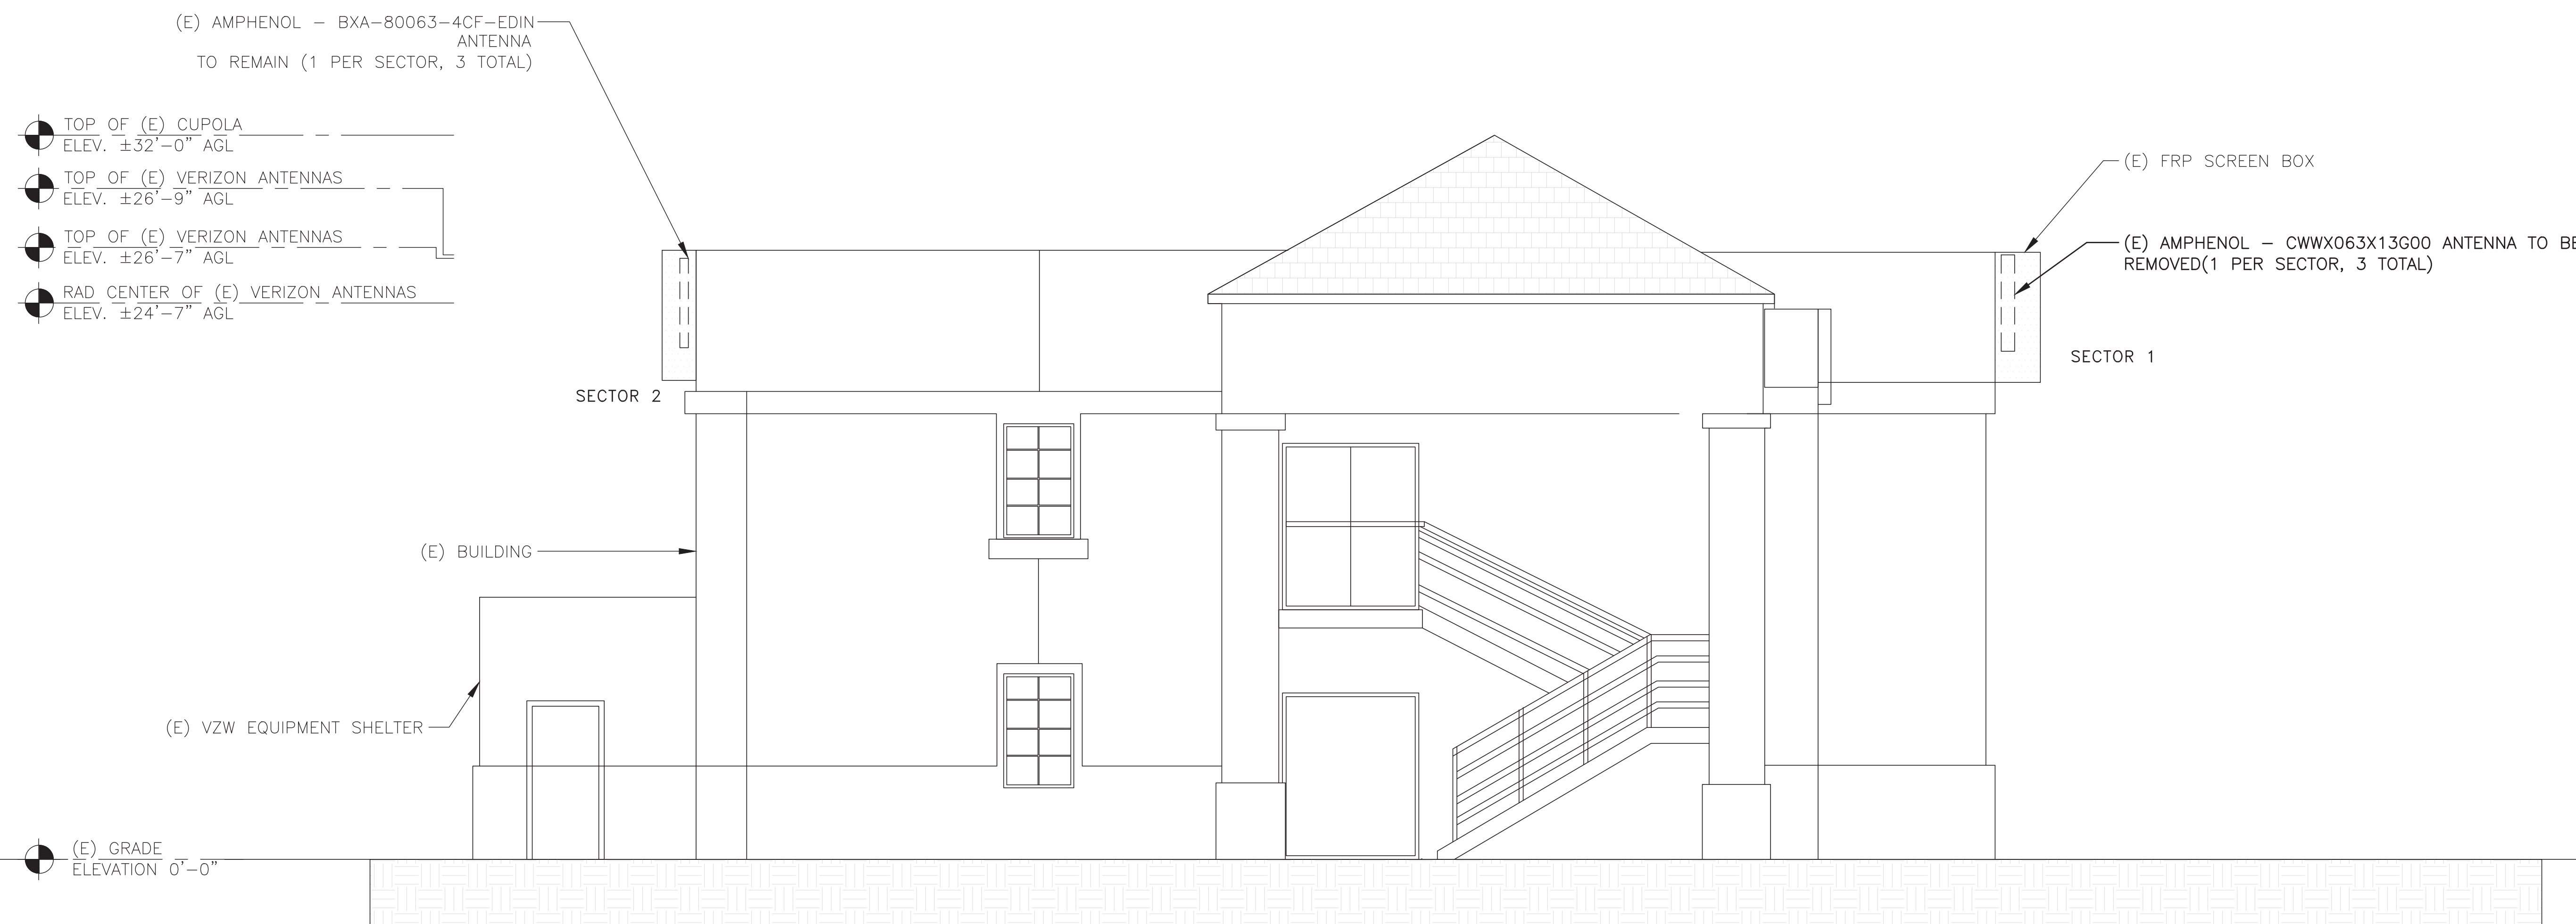 (E) AMPHENOL – BXA–80063–4CF–EDIN
ANTENNA
TO REMAIN (1 PER SECTOR, 3 TOTAL)
TOP OF (E) CUPOLA
ELEV. ±32'–0" AGL
TOP OF (E) VERIZON ANTENNAS
ELEV. ±26'–9" AGL
TOP OF (E) VERIZON ANTENNAS
ELEV. ±26'–7" AGL
RAD CENTER OF (E) VERIZON ANTENNAS
ELEV. ±24'–7" AGL
(E) FRP SCREEN BOX
(E) AMPHENOL – CWWX063X13G00 ANTENNA TO BE
REMOVED(1 PER SECTOR, 3 TOTAL)
SECTOR 1
SECTOR 2
(E) BUILDING
(E) VZW EQUIPMENT SHELTER
(E) GRADE
ELEVATION 0'–0"